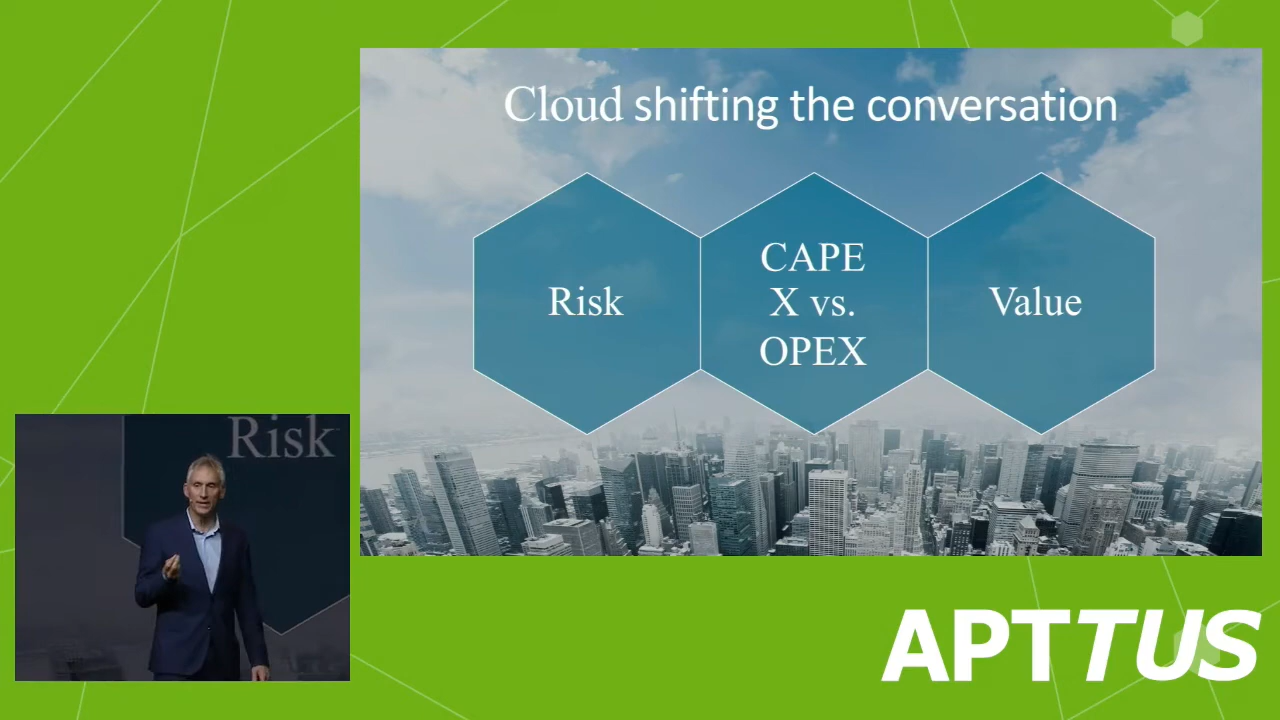 Cloud shifting the conversation
Risk
CAPE
X vs.
OPEX
Value
Risk
APTTUS